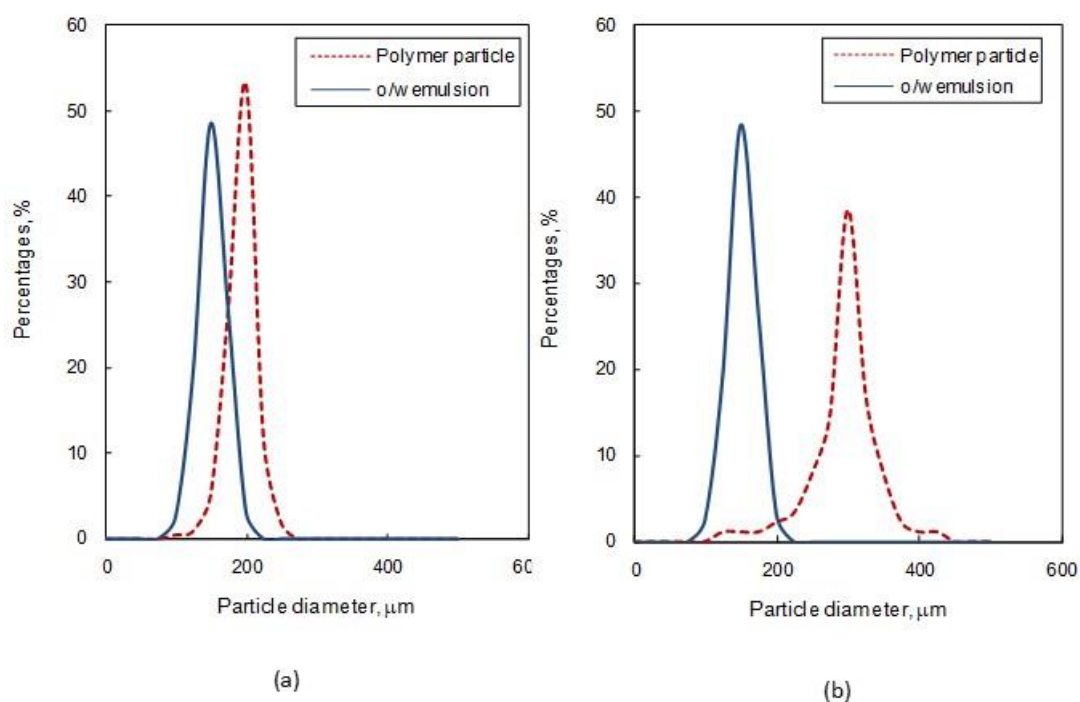 60
50
40
30
20
10
0
Percentages, %
Polymer particle
o/w emulsion
0
200
400
60
Particle diameter, μm
(a)
60
50
40
30
20
10
0
Percentages, %
Polymer particle
o/w emulsion
0
200
400
600
Particle diameter, μm
(b)